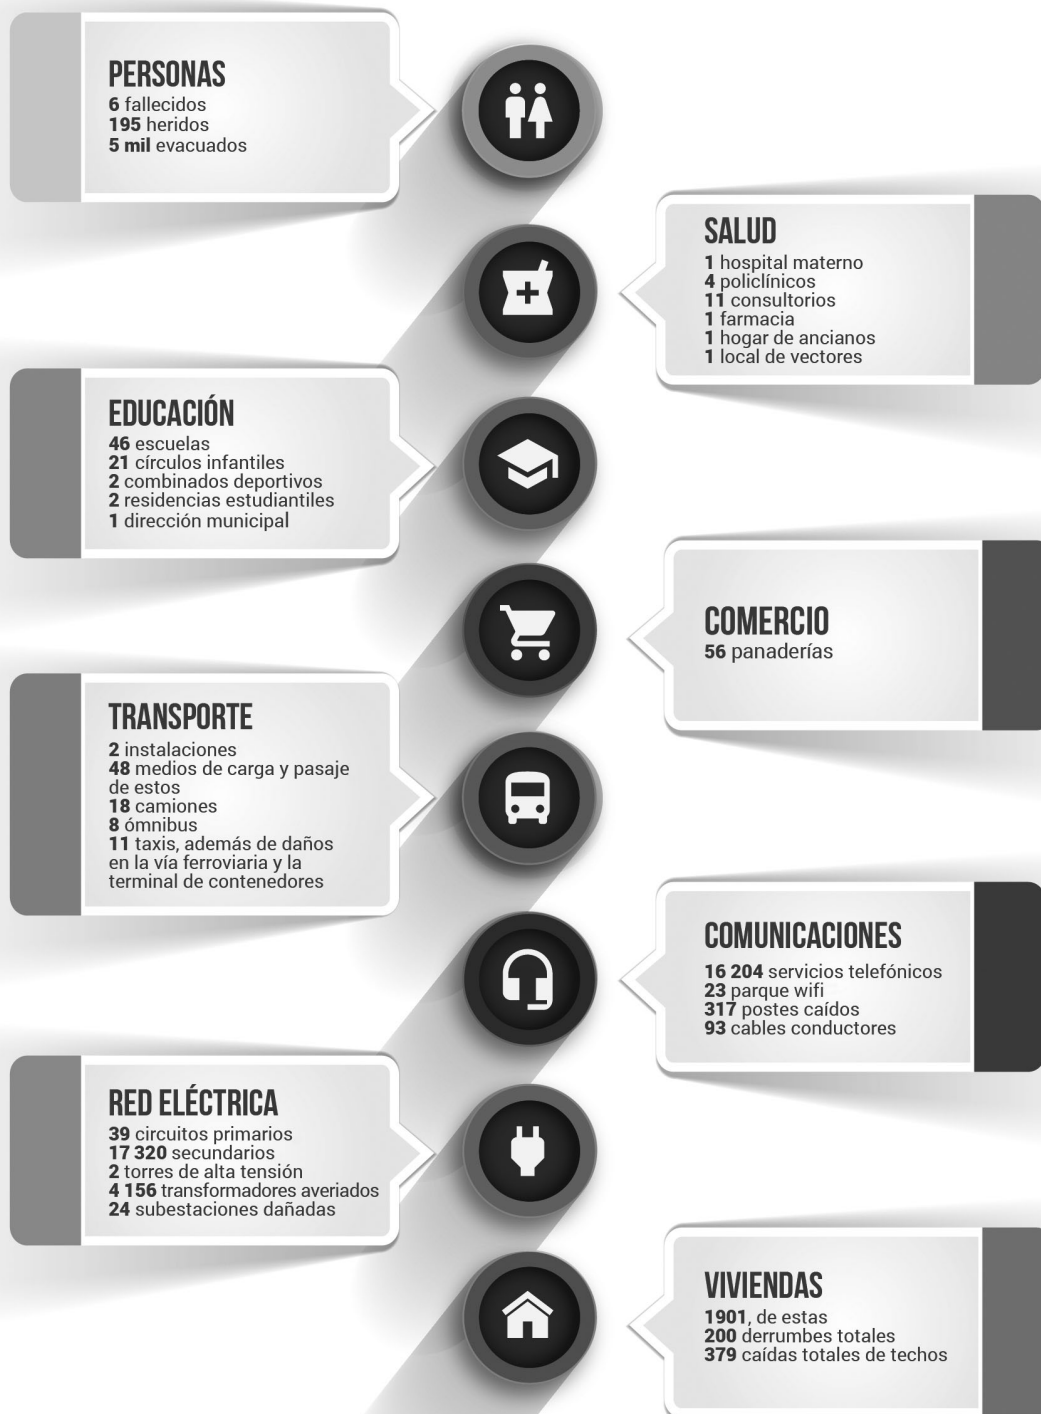 PERSONAS
6 fallecidos
195 heridos
5 mil evacuados
SALUD
1 hospital materno
4 policlínicos
11 consultorios
1 farmacia
1 hogar de ancianos
1 local de vectores
EDUCACIÓN
46 escuelas
21 círculos infantiles
2 combinados deportivos
2 residencias estudiantiles
1 dirección municipal
COMERCIO
56 panaderías
TRANSPORTE
2 instalaciones
48 medios de carga y pasaje
de estos
18 camiones
8 ómnibus
11 taxis, además de daños
en la vía ferroviaria y la
terminal de contenedores
COMUNICACIONES
16 204 servicios telefónicos
23 parque wifi
317 postes caídos
93 cables conductores
RED ELÉCTRICA
39 circuitos primarios
17 320 secundarios
2 torres de alta tensión
4 156 transformadores averiados
24 subestaciones dañadas
VIVIENDAS
1901, de estas
200 derrumbes totales
379 caídas totales de techos